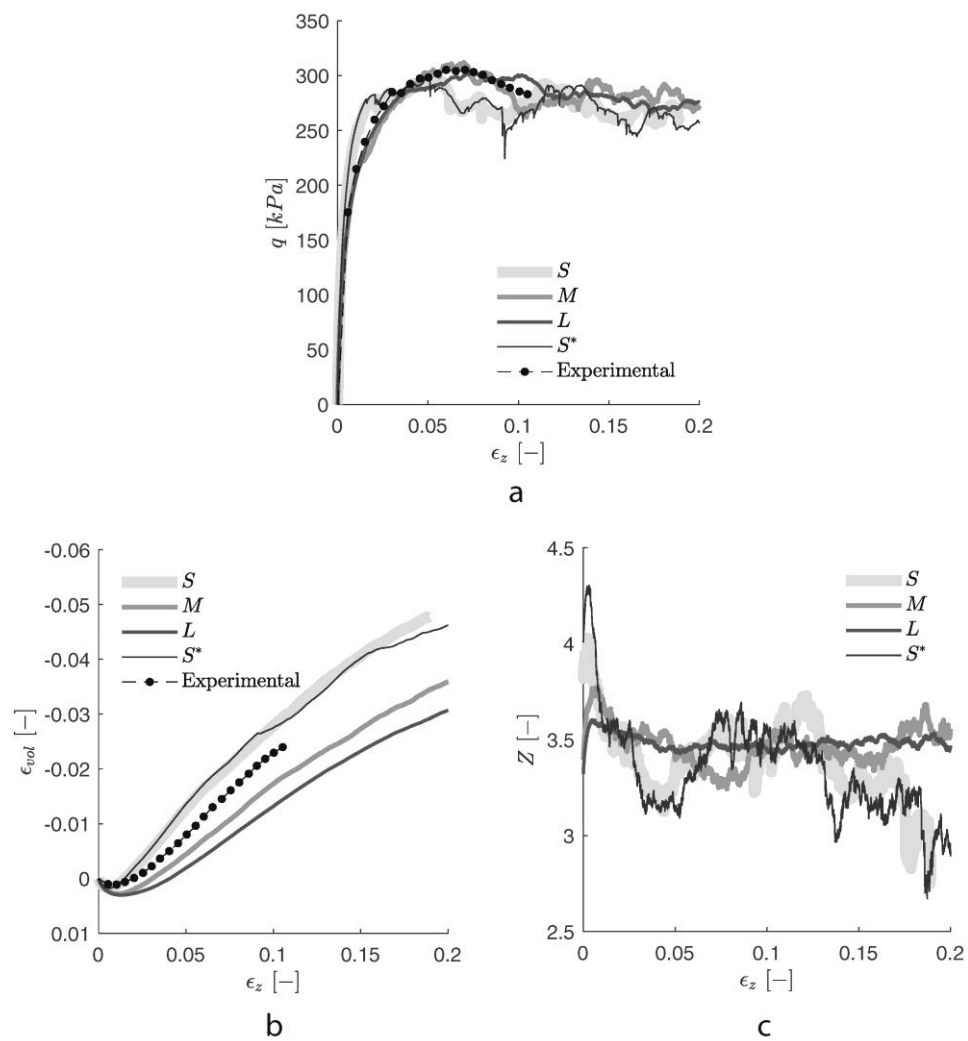 350
300
250
200
150
100
50
0
q [kPa]
S
M
L
S*
Experimental
0 0.05 0.1 0.15 0.2
ϵz [−]
a
-0.06
-0.05
-0.04
-0.03
-0.02
-0.01
0
0.01
ϵvol [−]
S
M
L
S*
Experimental
0 0.05 0.1 0.15 0.2
ϵz [−]
b
4.5
4
3.5
3
2.5
Z [−]
S
M
L
S*
0 0.05 0.1 0.15 0.2
ϵz [−]
c